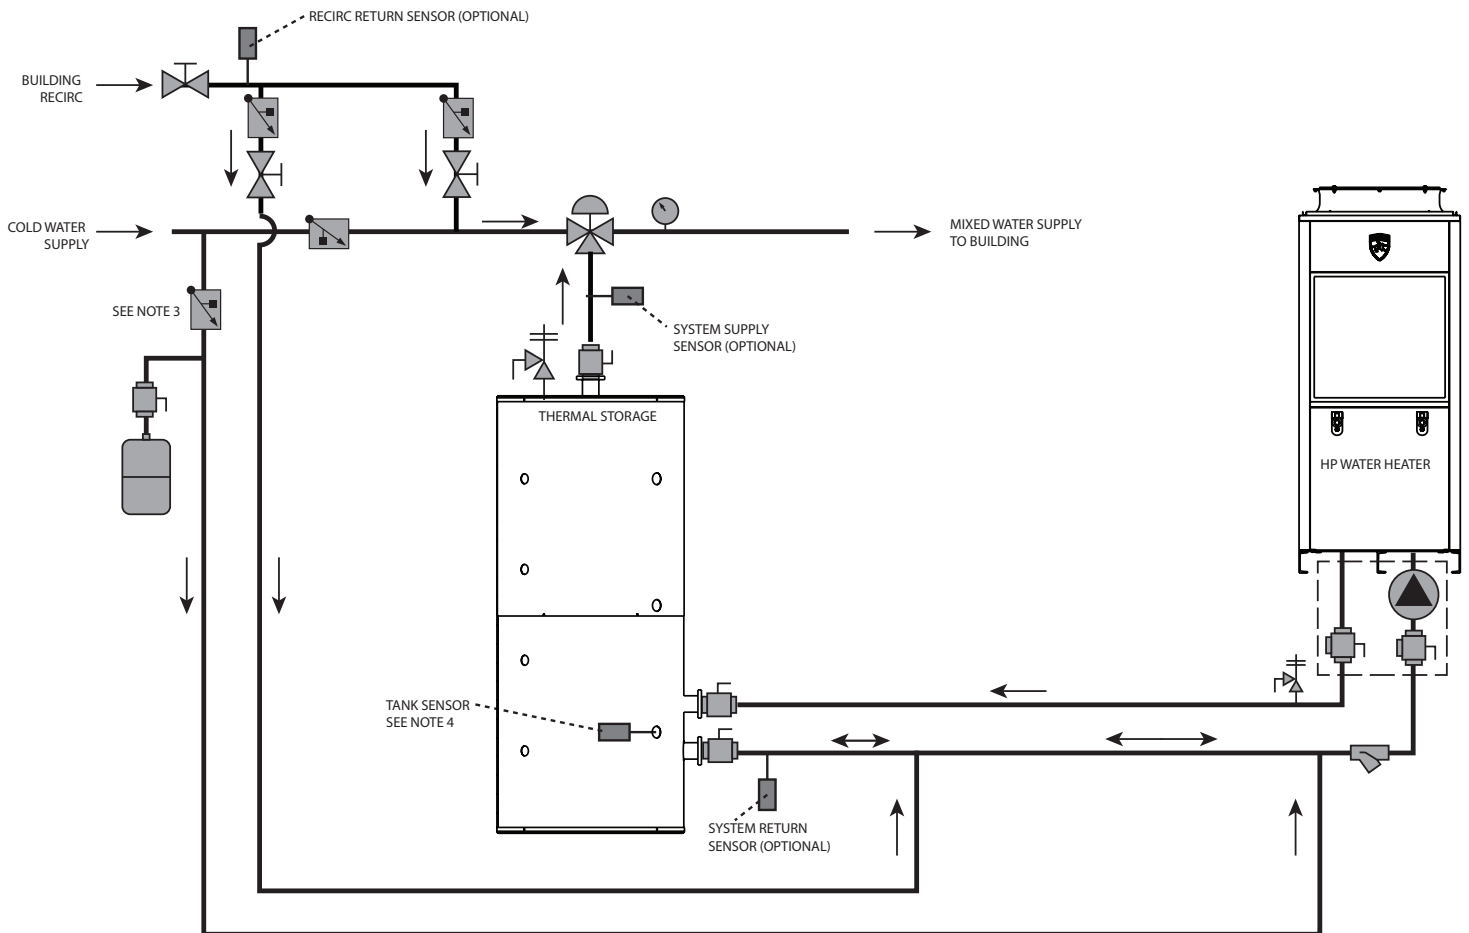 RECIRC RETURN SENSOR (OPTIONAL)
BUILDING
RECIRC
COLD WATER
SUPPLY
MIXED WATER SUPPLY
TO BUILDING
SEE NOTE 3
SYSTEM SUPPLY
SENSOR (OPTIONAL)
THERMAL STORAGE
HP WATER HEATER
TANK SENSOR
SEE NOTE 4
SYSTEM RETURN
SENSOR (OPTIONAL)